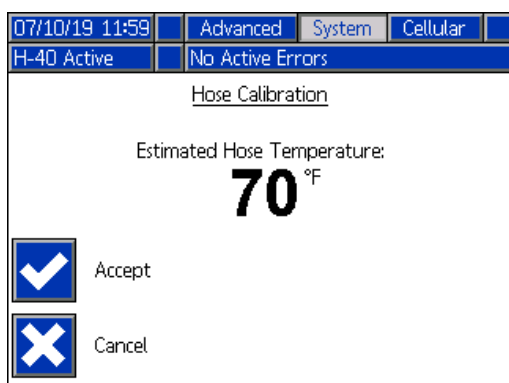 07/10/19 11:59 Advanced System Cellular
H-40 Active No Active Errors
Hose Calibration
Estimated Hose Temperature:
70 °F
Accept
Cancel